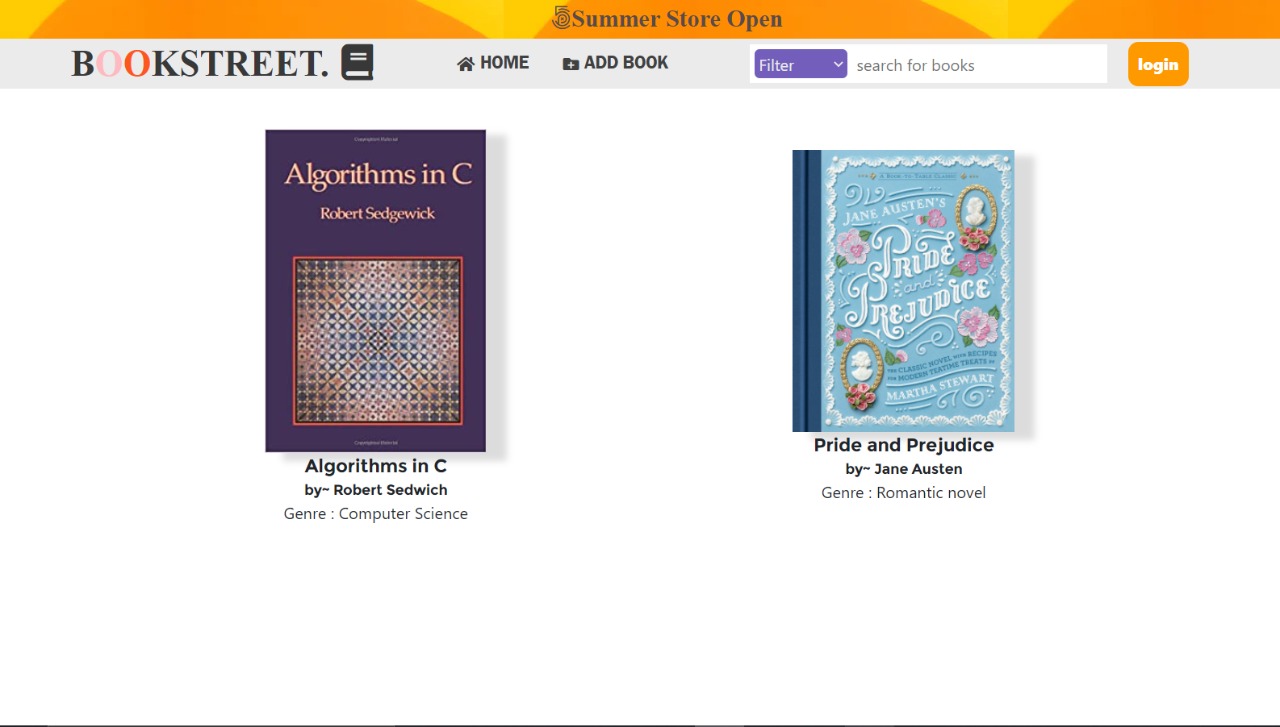 Summer Store Open
BOOKSTREET.
HOME
ADD BOOK
Filter
search for books
login
Copyrighted Material
Algorithms in C
Robert Sedgewick
Copyrighted Material
Algorithms in C
by~ Robert Sedwich
Genre : Computer Science
A BOOK-TO-TABLE CLASSIC
JANE AUSTEN'S
PRIDE
and
PREJUDICE
THE CLASSIC NOVEL WITH RECIPES
FOR MODERN TEATIME TREATS BY
MARTHA STEWART
Pride and Prejudice
by~ Jane Austen
Genre : Romantic novel